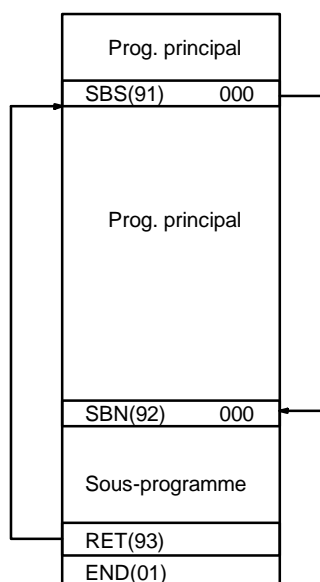 Prog. principal
SBS(91) 000
Prog. principal
SBN(92) 000
Sous-programme
RET(93)
END(01)